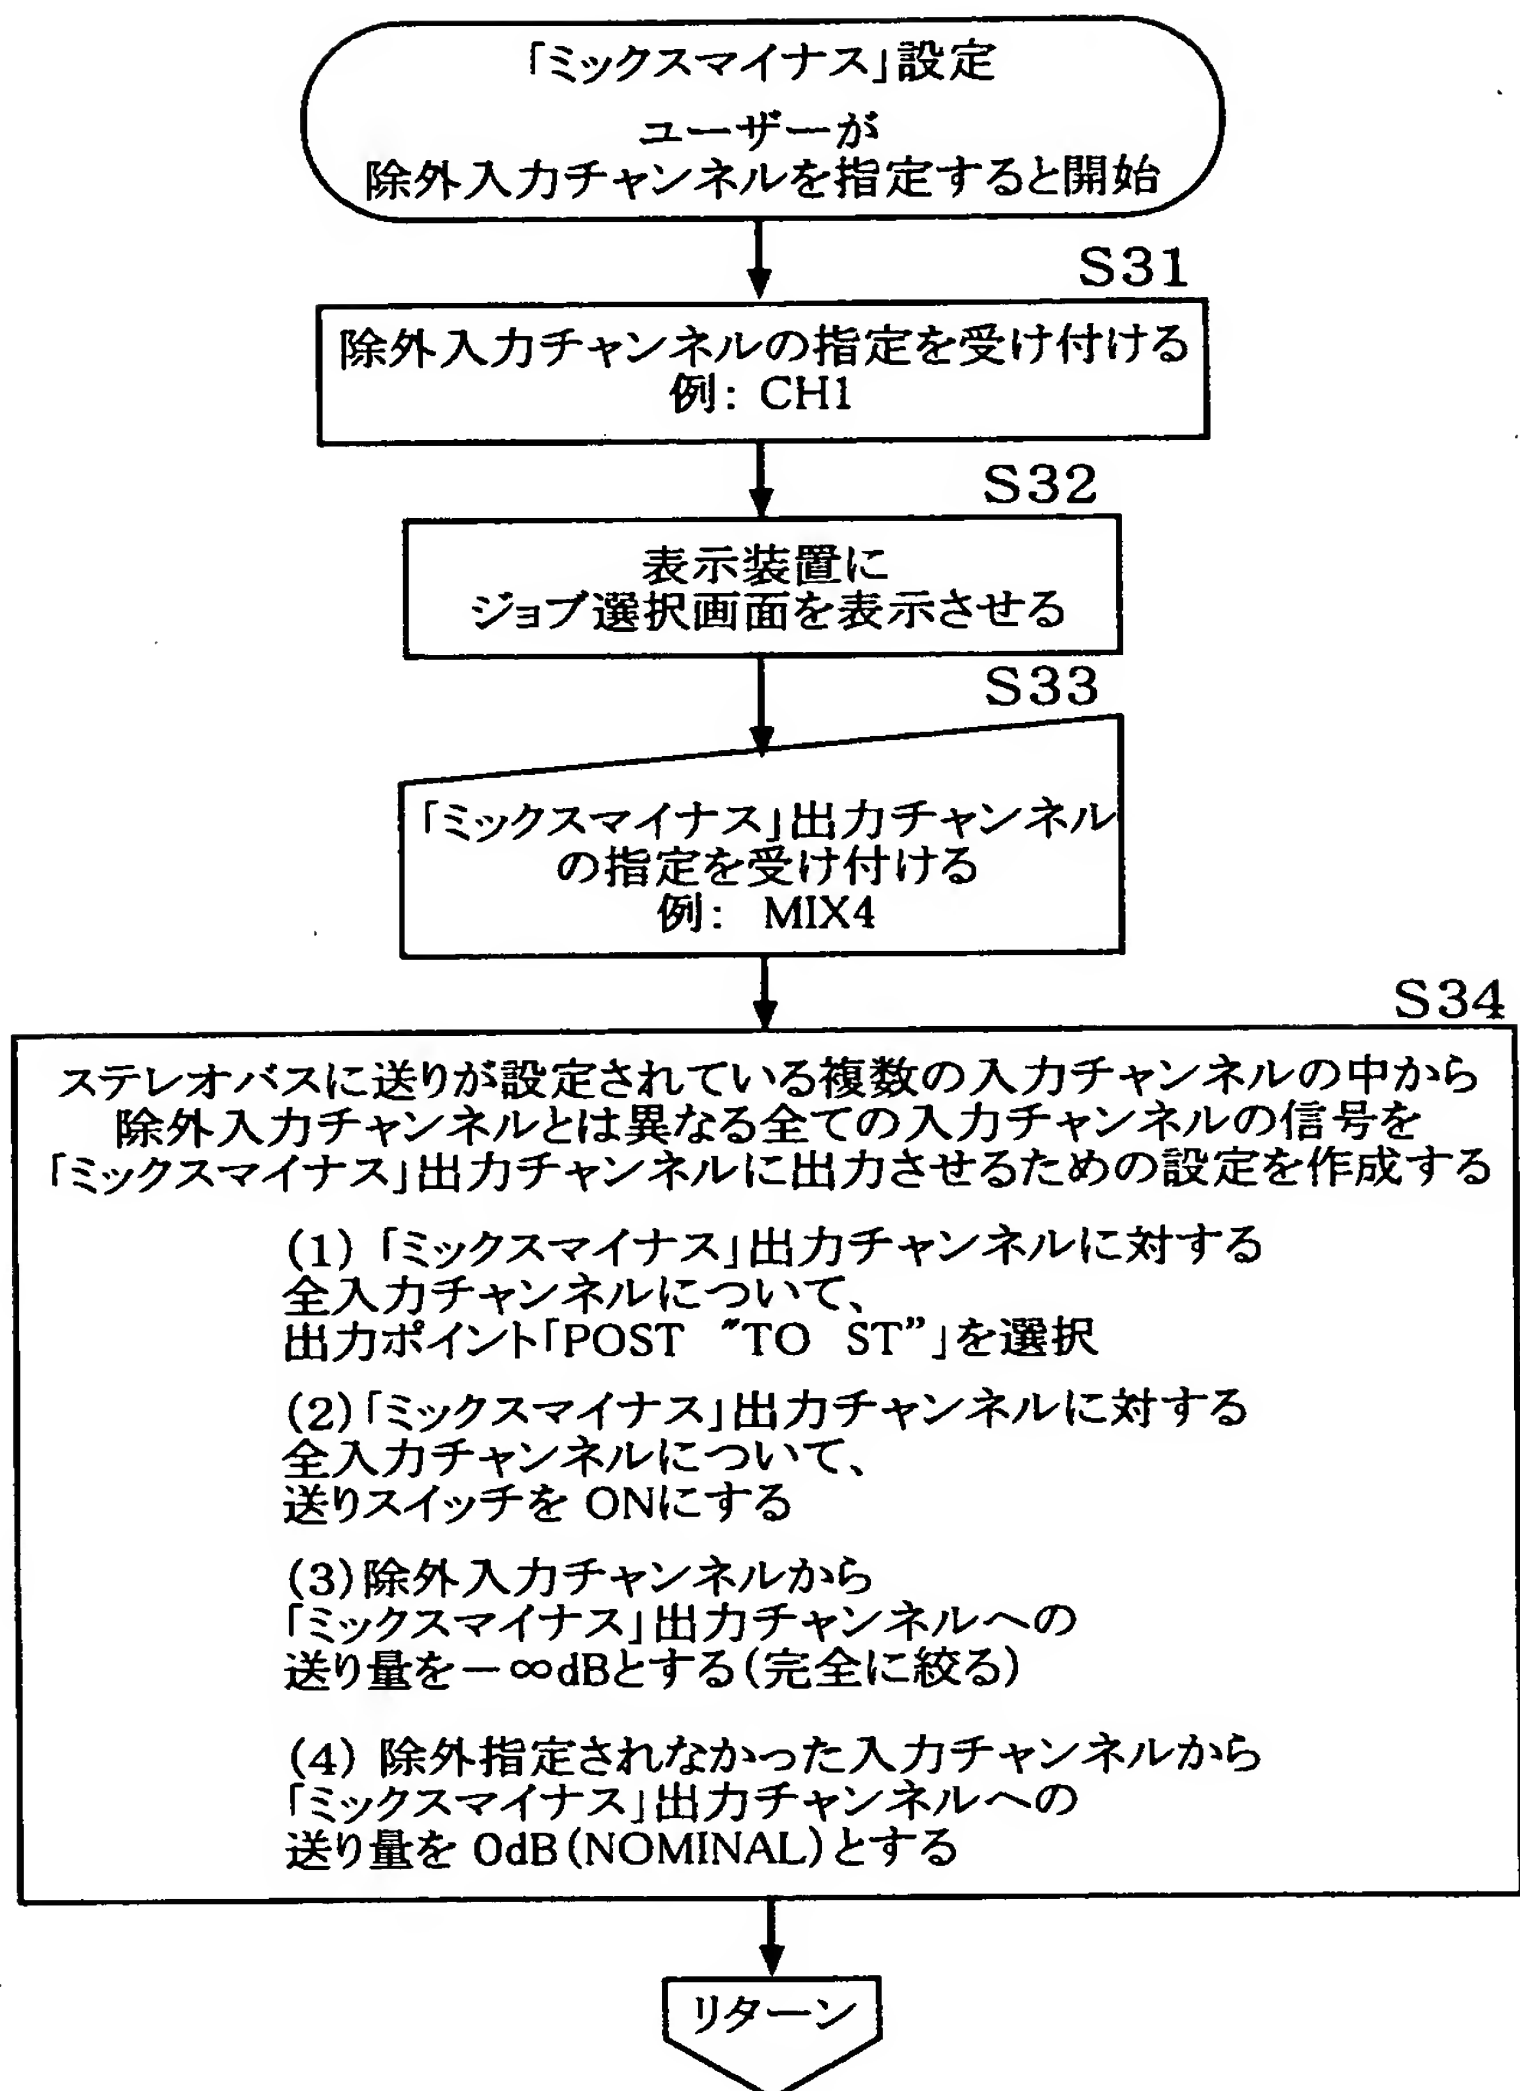 「ミックスマイナス」設定
ユーザーが
除外入力チャンネルを指定すると開始
S31
除外入力チャンネルの指定を受け付ける
例: CH1
S32
表示装置に
ジョブ選択画面を表示させる
S33
「ミックスマイナス」出力チャンネル
の指定を受け付ける
例: MIX4
S34
ステレオバスに送りが設定されている複数の入力チャンネルの中から
除外入力チャンネルとは異なる全ての入力チャンネルの信号を
「ミックスマイナス」出力チャンネルに出力させるための設定を作成する
(1)「ミックスマイナス」出力チャンネルに対する
全入力チャンネルについて、
出力ポイント「POST "TO ST"」を選択
(2)「ミックスマイナス」出力チャンネルに対する
全入力チャンネルについて、
送りスイッチを ONにする
(3)除外入力チャンネルから
「ミックスマイナス」出力チャンネルへの
送り量を－∞dBとする(完全に絞る)
(4) 除外指定されなかった入力チャンネルから
「ミックスマイナス」出力チャンネルへの
送り量を 0dB(NOMINAL)とする
リターン